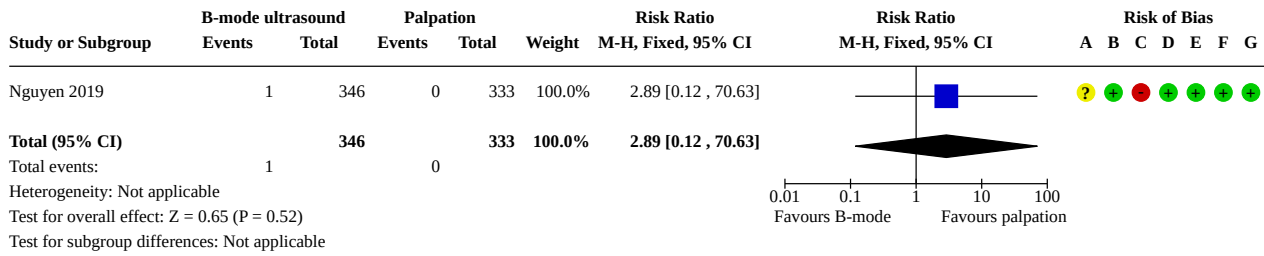 B-mode ultrasound Palpation Risk Ratio Risk Ratio Risk of Bias
Study or Subgroup Events Total Events Total Weight M-H, Fixed, 95% CI M-H, Fixed, 95% CI A B C D E F G
Nguyen 2019 1 346 0 333 100.0% 2.89 [0.12 , 70.63] ? + - + + + +
Total (95% CI) 346 333 100.0% 2.89 [0.12 , 70.63]
Total events: 1 0
Heterogeneity: Not applicable 0.01 0.1 1 10 100
Test for overall effect: Z = 0.65 (P = 0.52) Favours B-mode Favours palpation
Test for subgroup differences: Not applicable